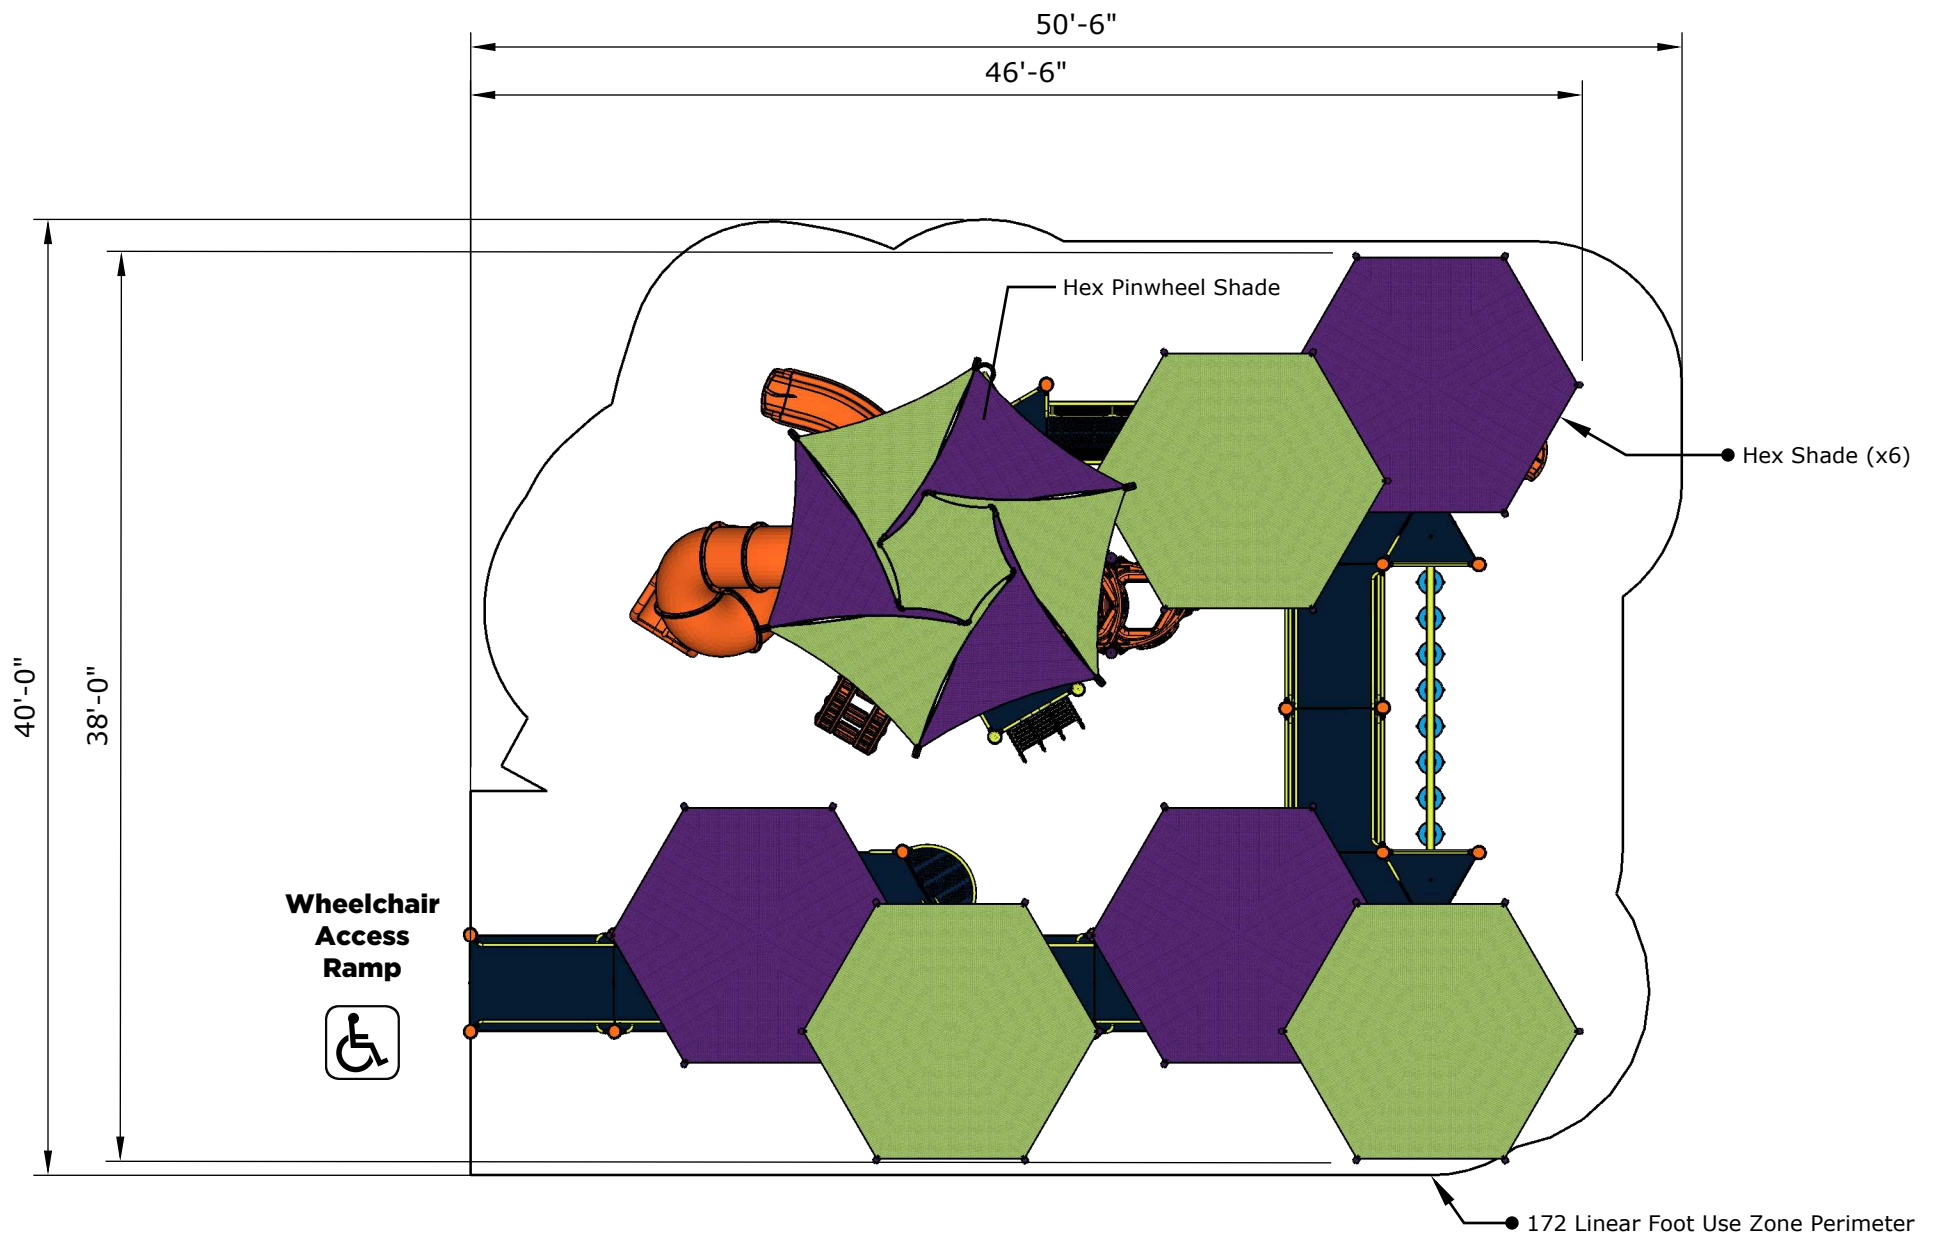 50'-6"
46'-6"
Hex Pinwheel Shade
Hex Shade (x6)
40'-0"
38'-0"
Wheelchair
Access
Ramp
172 Linear Foot Use Zone Perimeter